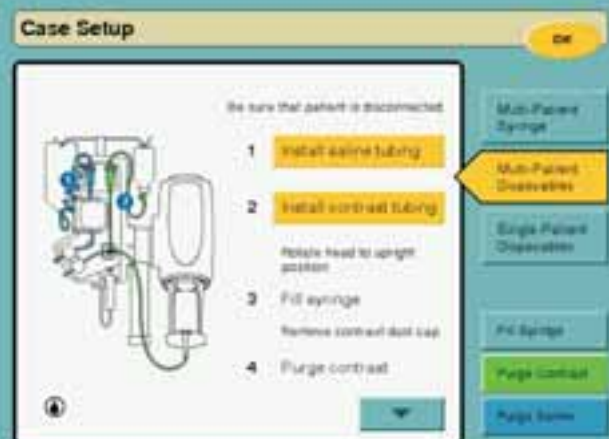 Case Setup
OK
Be sure that patient is disconnected
1 Install saline tubing
2 Install contrast tubing
Rotate head to upright
position
3 Fill syringe
Remove contrast dust cap
4 Purge contrast
Multi-Patient
Syringe
Multi-Patient
Disposables
Single-Patient
Disposables
Fill Syringe
Purge Contrast
Purge Saline